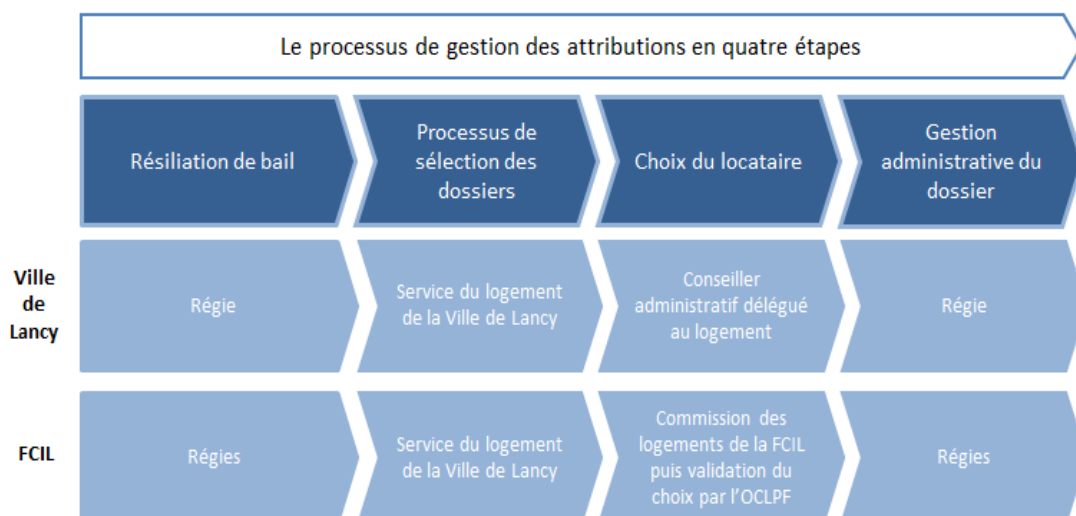 Le processus de gestion des attributions en quatre étapes
Résiliation de bail
Processus de
sélection des
dossiers
Choix du locataire
Gestion
administrative du
dossier
Ville
de
Lancy
Régie
Service du logement
de la Ville de Lancy
Conseiller
administratif délégué
au logement
Régie
FCIL
Régies
Service du logement
de la Ville de Lancy
Commission des
logements de la FCIL
puis validation du
choix par l'OCLPF
Régies